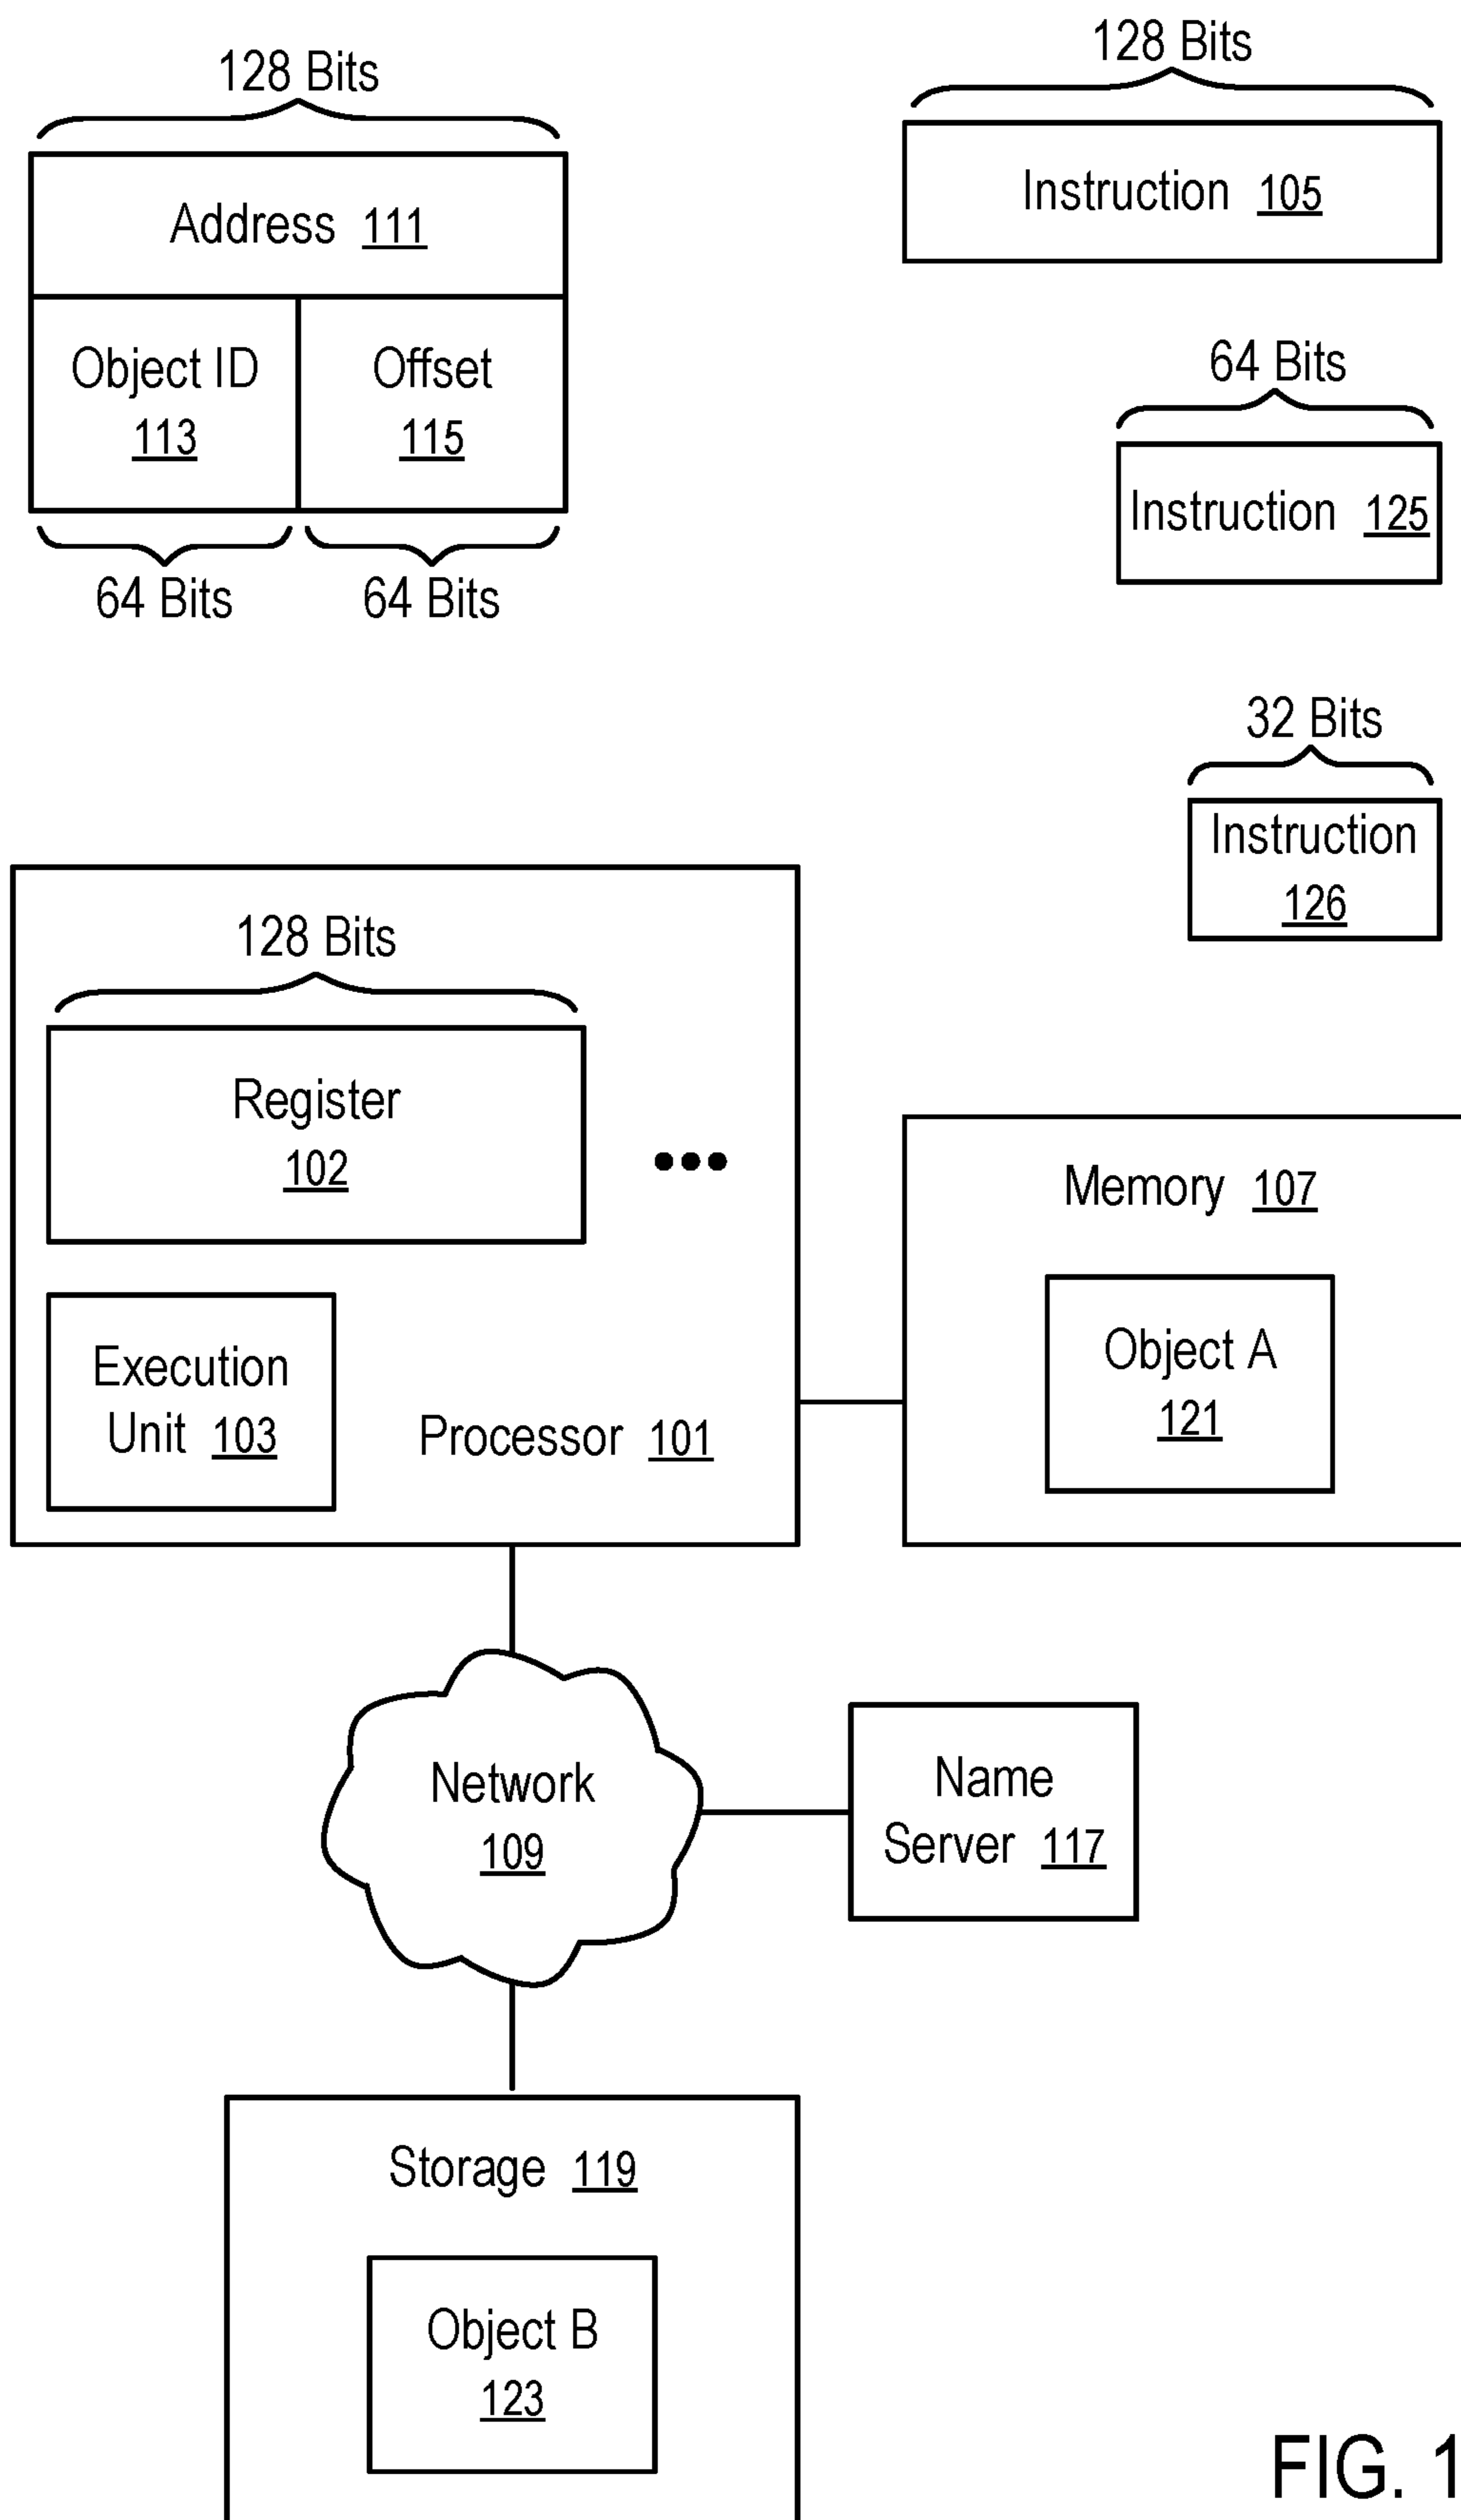 128 Bits
Address 111
Object ID
113
Offset
115
64 Bits
64 Bits
128 Bits
Instruction 105
64 Bits
Instruction 125
32 Bits
Instruction
126
128 Bits
Register
102
Execution
Unit 103
Processor 101
Memory 107
Object A
121
Network
109
Name
Server 117
Storage 119
Object B
123
FIG. 1